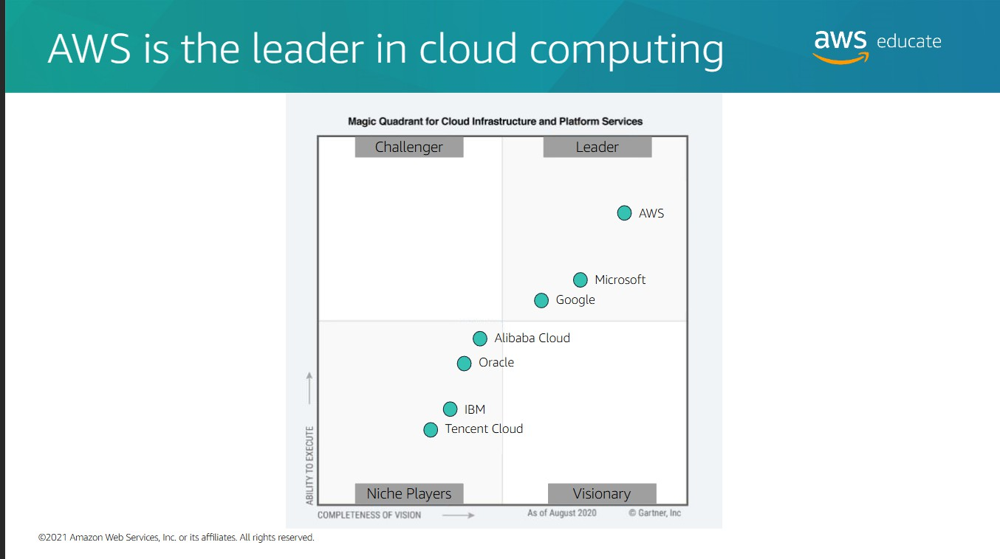 AWS is the leader in cloud computing
aws educate
Magic Quadrant for Cloud Infrastructure and Platform Services
Challenger
Leader
AWS
Microsoft
Google
Alibaba Cloud
Oracle
IBM
Tencent Cloud
ABILITY TO EXECUTE
Niche Players
Visionary
COMPLETENESS OF VISION
As of August 2020
© Gartner, Inc
©2021 Amazon Web Services, Inc. or its affiliates. All rights reserved.